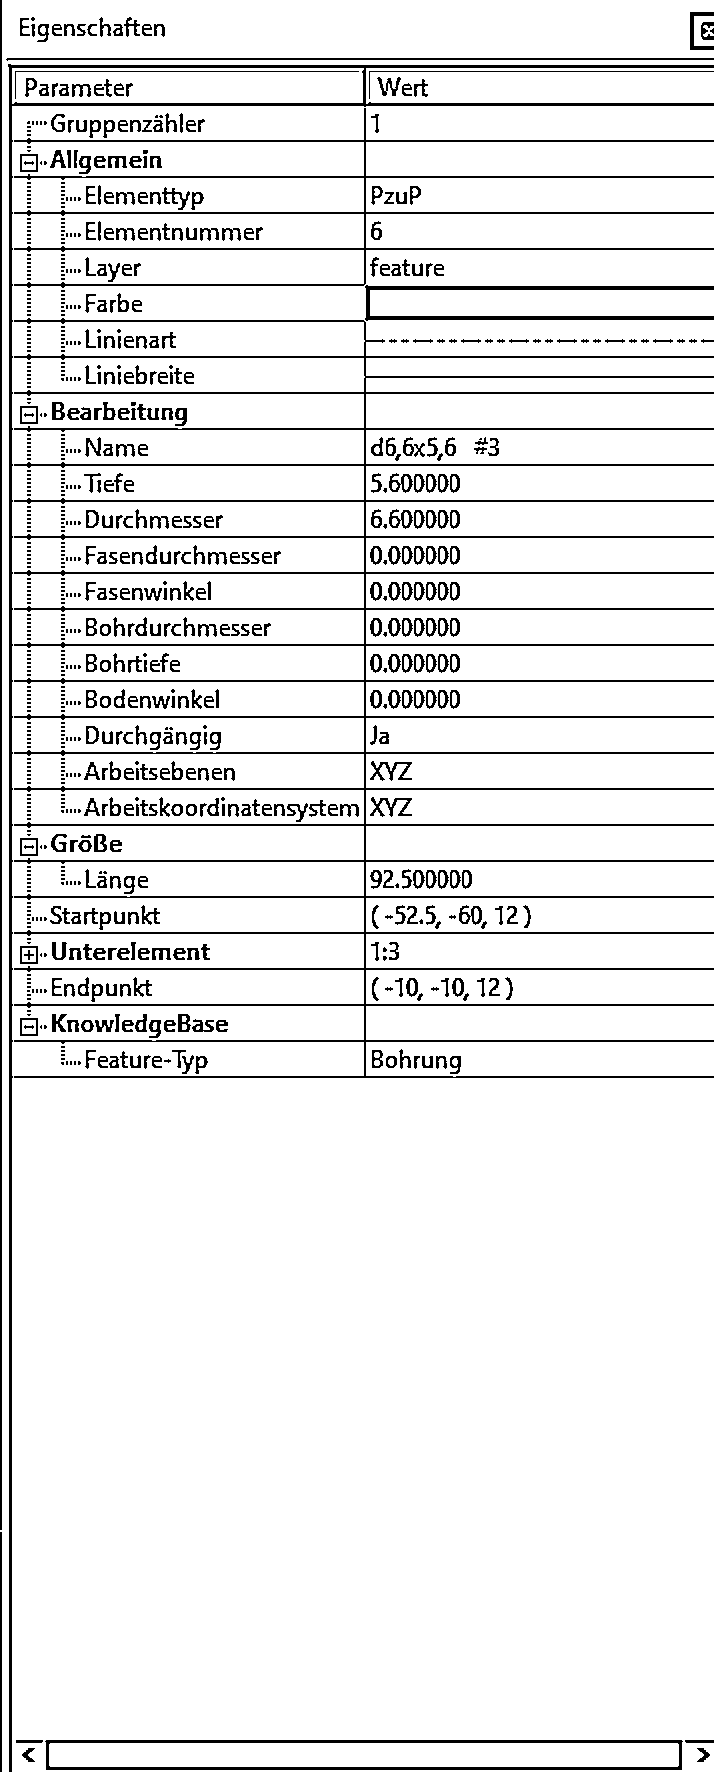 Eigenschaften
Parameter Wert
Gruppenzähler 1
Allgemein
Elementtyp PzuP
Elementnummer 6
Layer feature
Farbe
Linienart
Liniebreite
Bearbeitung
Name d6,6x5,6 #3
Tiefe 5.600000
Durchmesser 6.600000
Fasendurchmesser 0.000000
Fasenwinkel 0.000000
Bohrdurchmesser 0.000000
Bohrtiefe 0.000000
Bodenwinkel 0.000000
Durchgängig Ja
Arbeitsebenen XYZ
Arbeitskoordinatensystem XYZ
Größe
Länge 92.500000
Startpunkt ( -52.5, -60, 12 )
Unterelement 1:3
Endpunkt ( -10, -10, 12 )
KnowledgeBase
Feature-Typ Bohrung